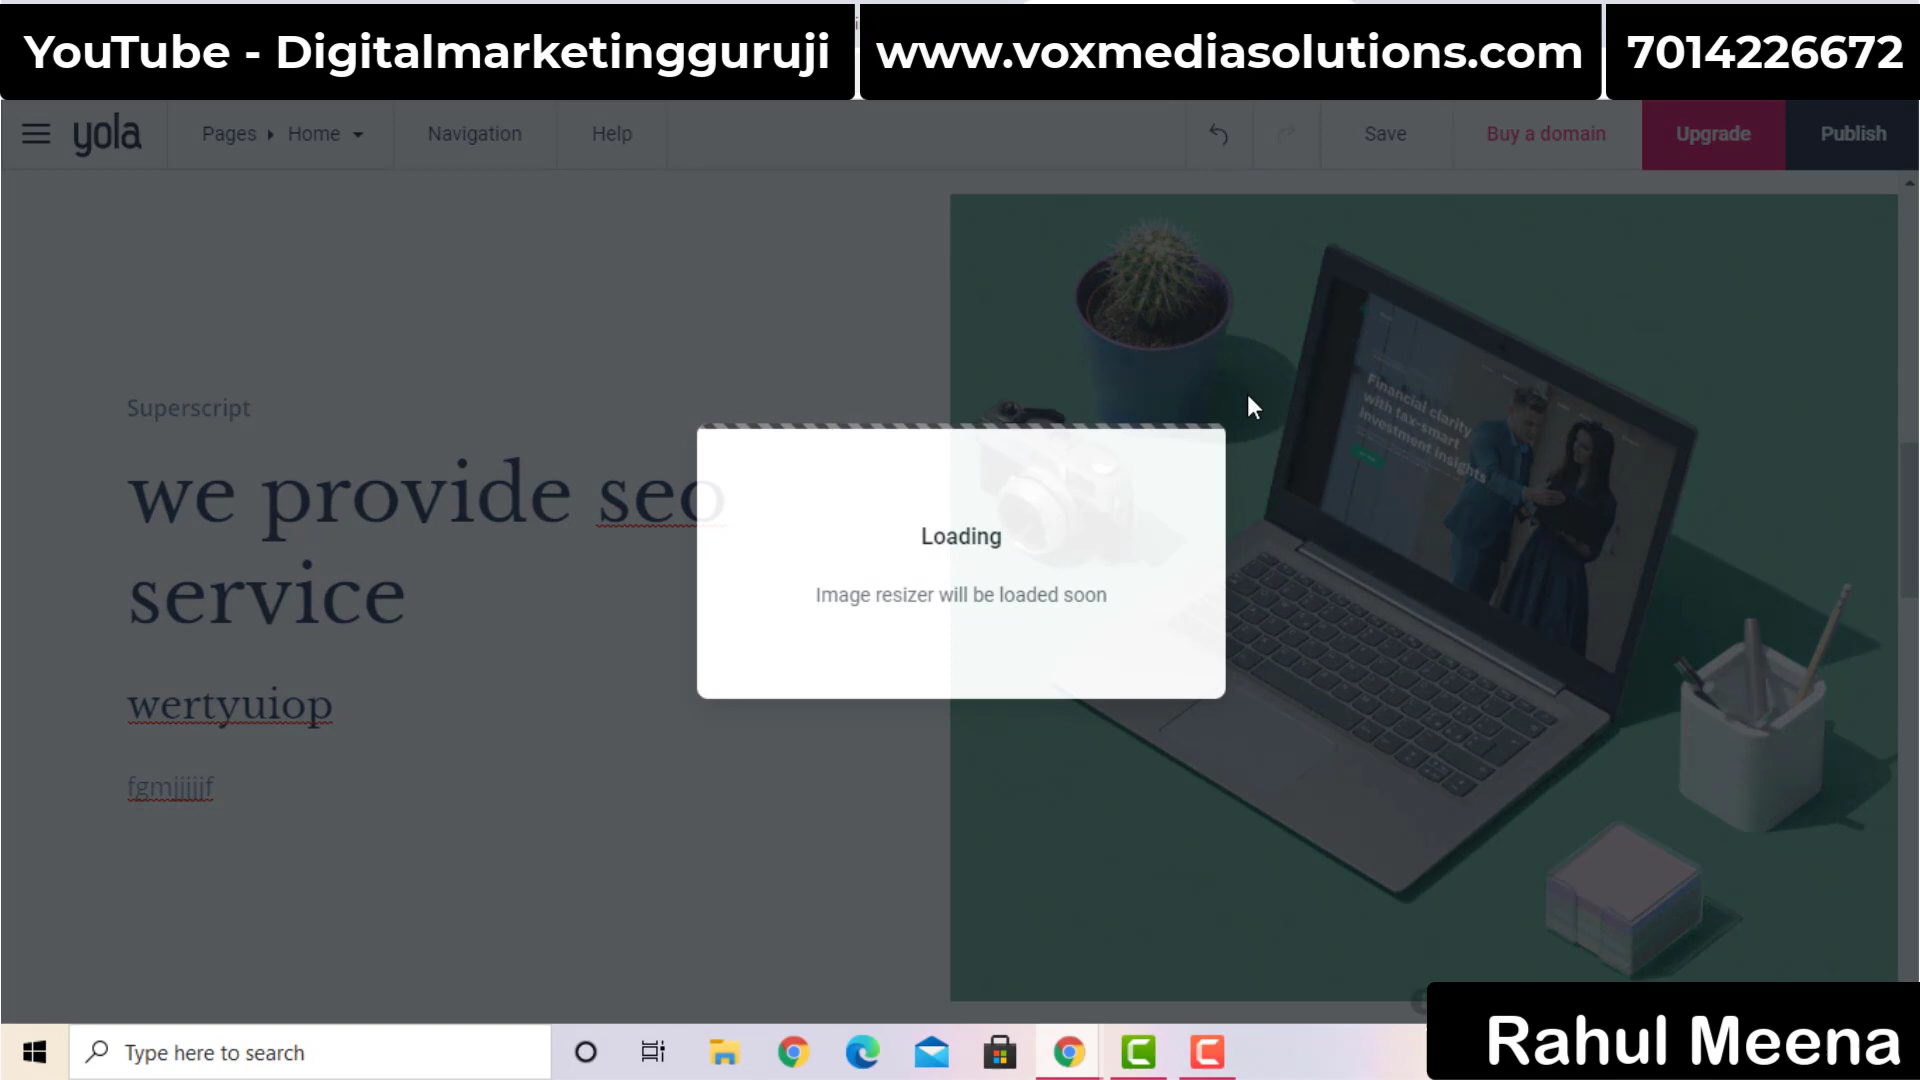 YouTube - Digitalmarketingguruji
www.voxmediasolutions.com
7014226672
yola
Pages
Home
Navigation
Help
Save
Buy a domain
Upgrade
Publish
Superscript
we provide seo
service
wertyuiop
fgmjjjjjf
Loading
Image resizer will be loaded soon
Financial clarity
with tax-smart
investment insights
Type here to search
Rahul Meena